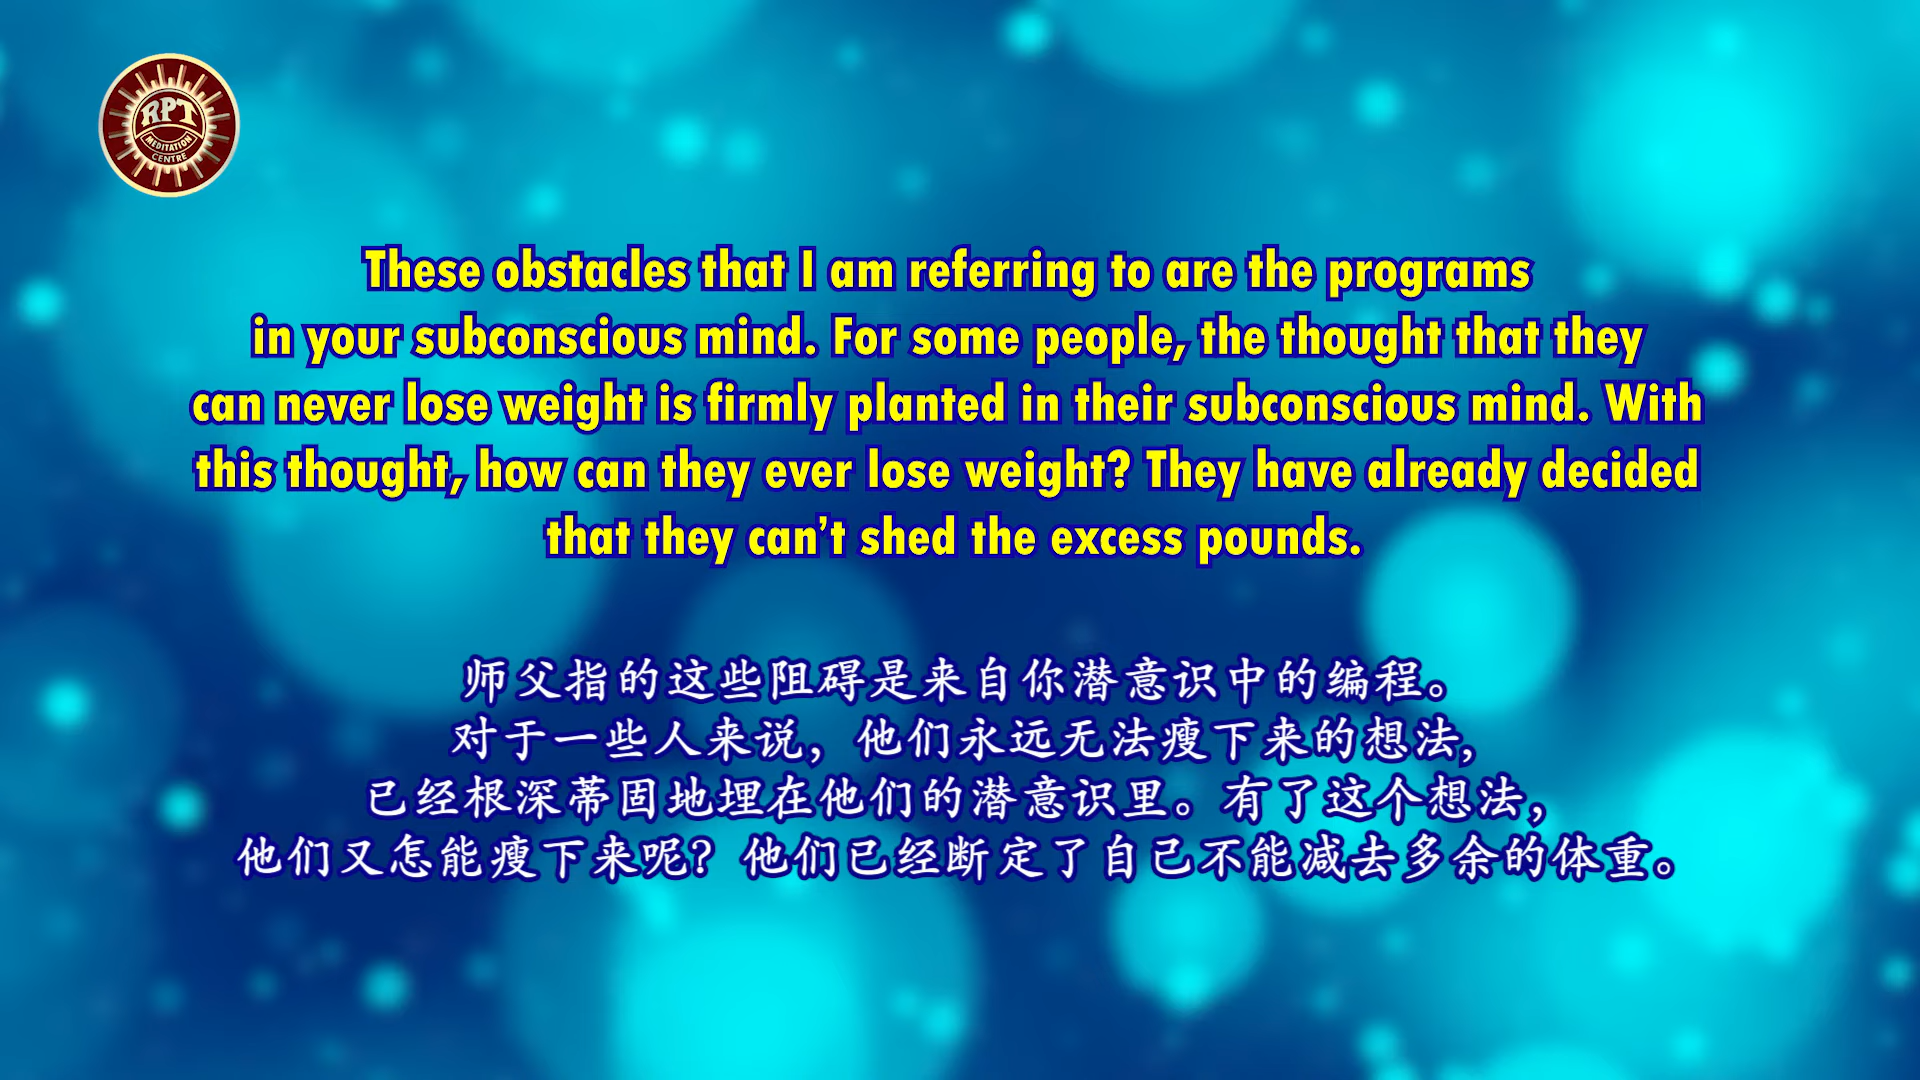 RPT
MEDITATION
CENTRE
These obstacles that I am referring to are the programs
in your subconscious mind. For some people, the thought that they
can never lose weight is firmly planted in their subconscious mind. With
this thought, how can they ever lose weight? They have already decided
that they can’t shed the excess pounds.
师父指的这些阻碍是来自你潜意识中的编程。
对于一些人来说，他们永远无法瘦下来的想法，
已经根深蒂固地埋在他们的潜意识里。有了这个想法，
他们又怎能瘦下来呢？他们已经断定了自己不能减去多余的体重。